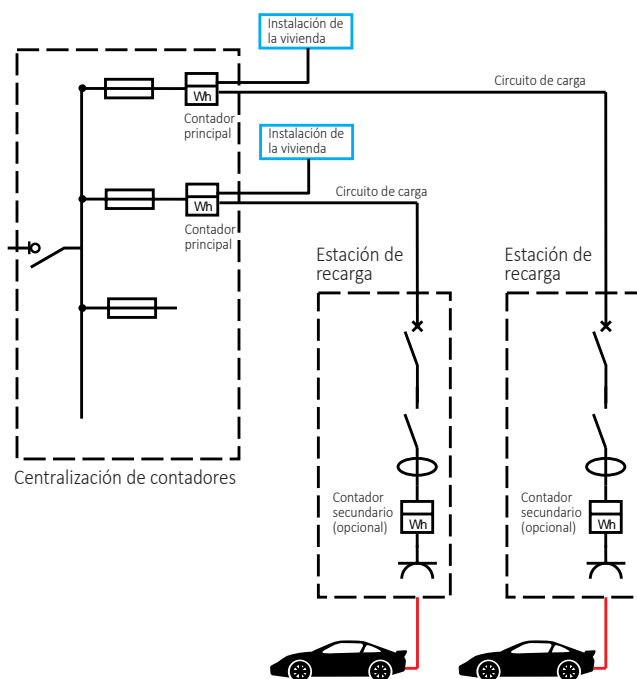 Instalación de
la vivienda
Circuito de carga
Wh
Contador
principal
Instalación de
la vivienda
Circuito de carga
Wh
Contador
principal
Estación de
recarga
Estación de
recarga
Centralización de contadores
Contador
secundario
(opcional)
Wh
Contador
secundario
(opcional)
Wh